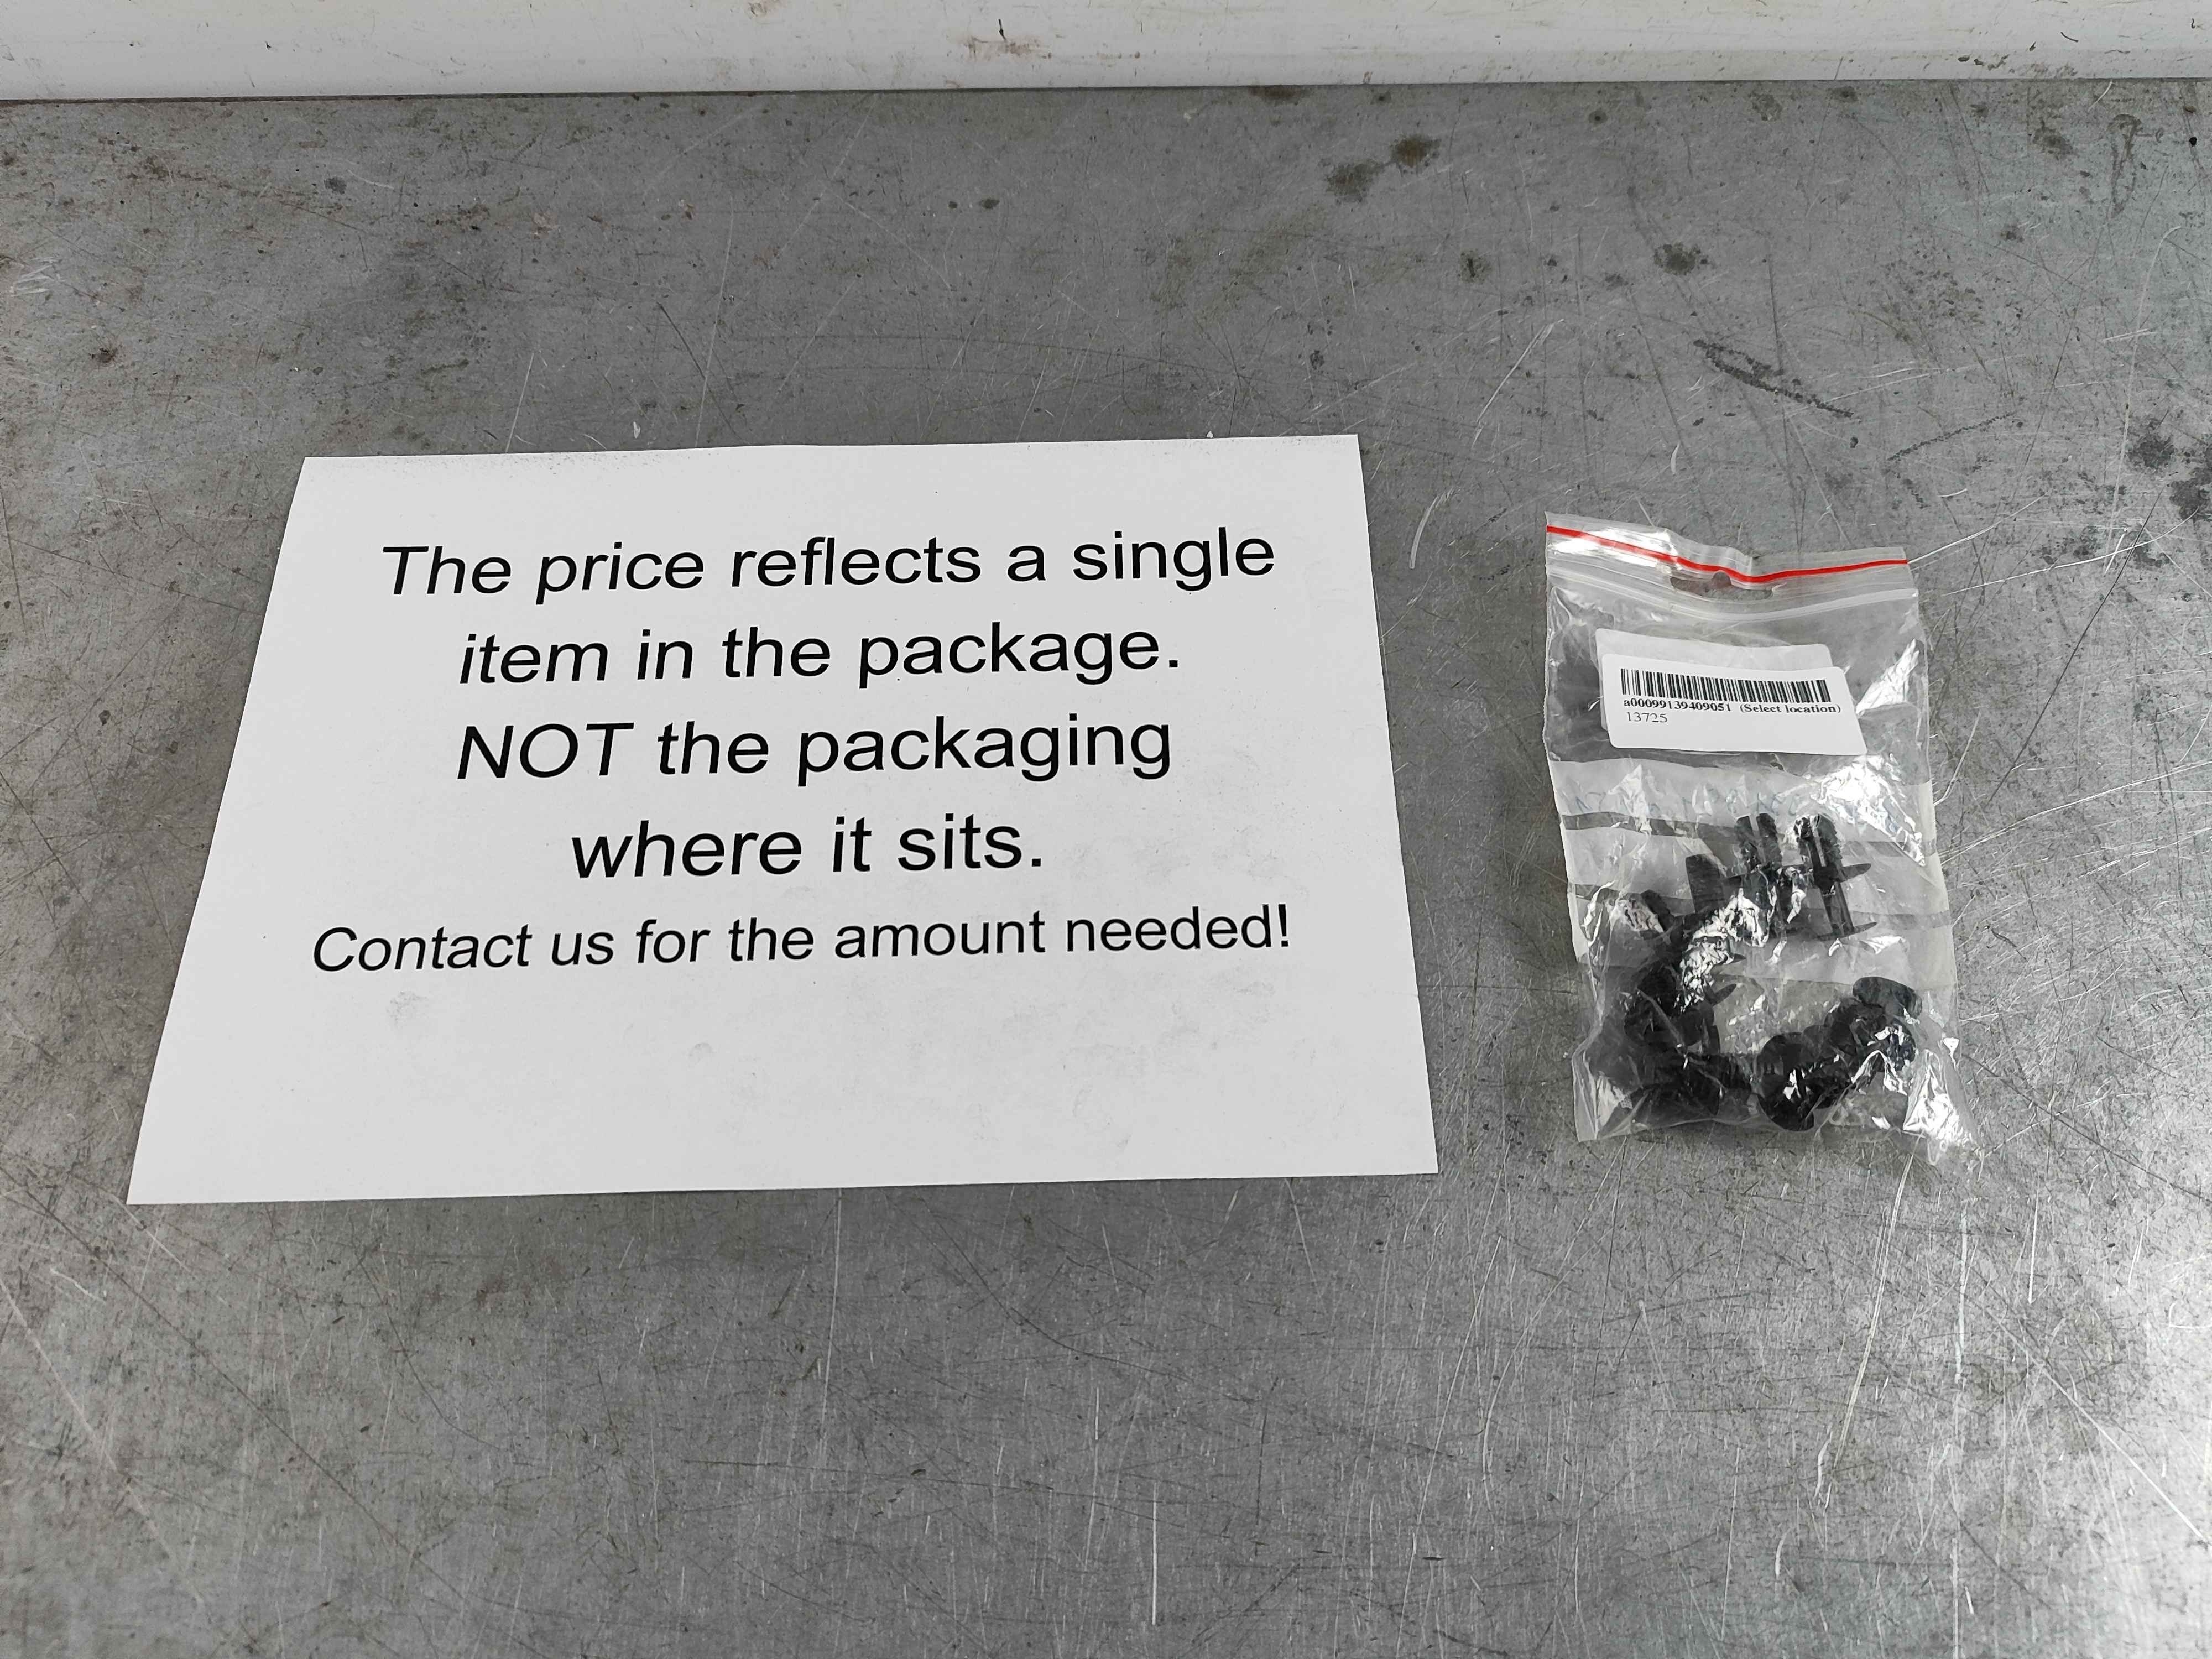 The price reflects a single
item in the package.
NOT the packaging
where it sits.
Contact us for the amount needed!
a0009913940905l (Select location)
13725